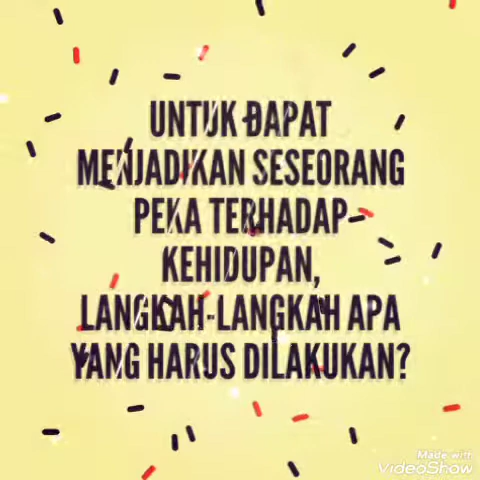 UNTUK DAPAT
MENJADIKAN SESEORANG
PEKA TERHADAP
KEHIDUPAN,
LANGKAH-LANGKAH APA
YANG HARUS DILAKUKAN?
Made with
VideoShow